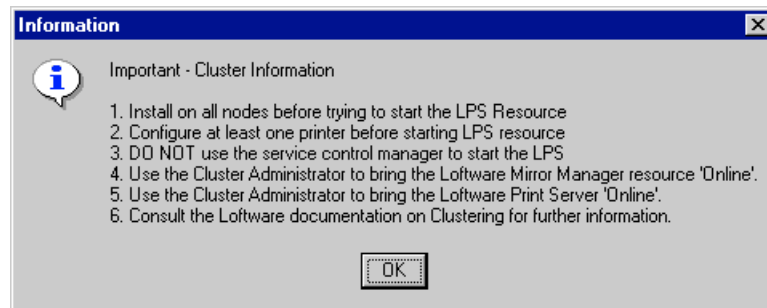 Information
Important - Cluster Information
1. Install on all nodes before trying to start the LPS Resource
2. Configure at least one printer before starting LPS resource
3. DO NOT use the service control manager to start the LPS
4. Use the Cluster Administrator to bring the Loftware Mirror Manager resource 'Online'.
5. Use the Cluster Administrator to bring the Loftware Print Server 'Online'.
6. Consult the Loftware documentation on Clustering for further information.
OK